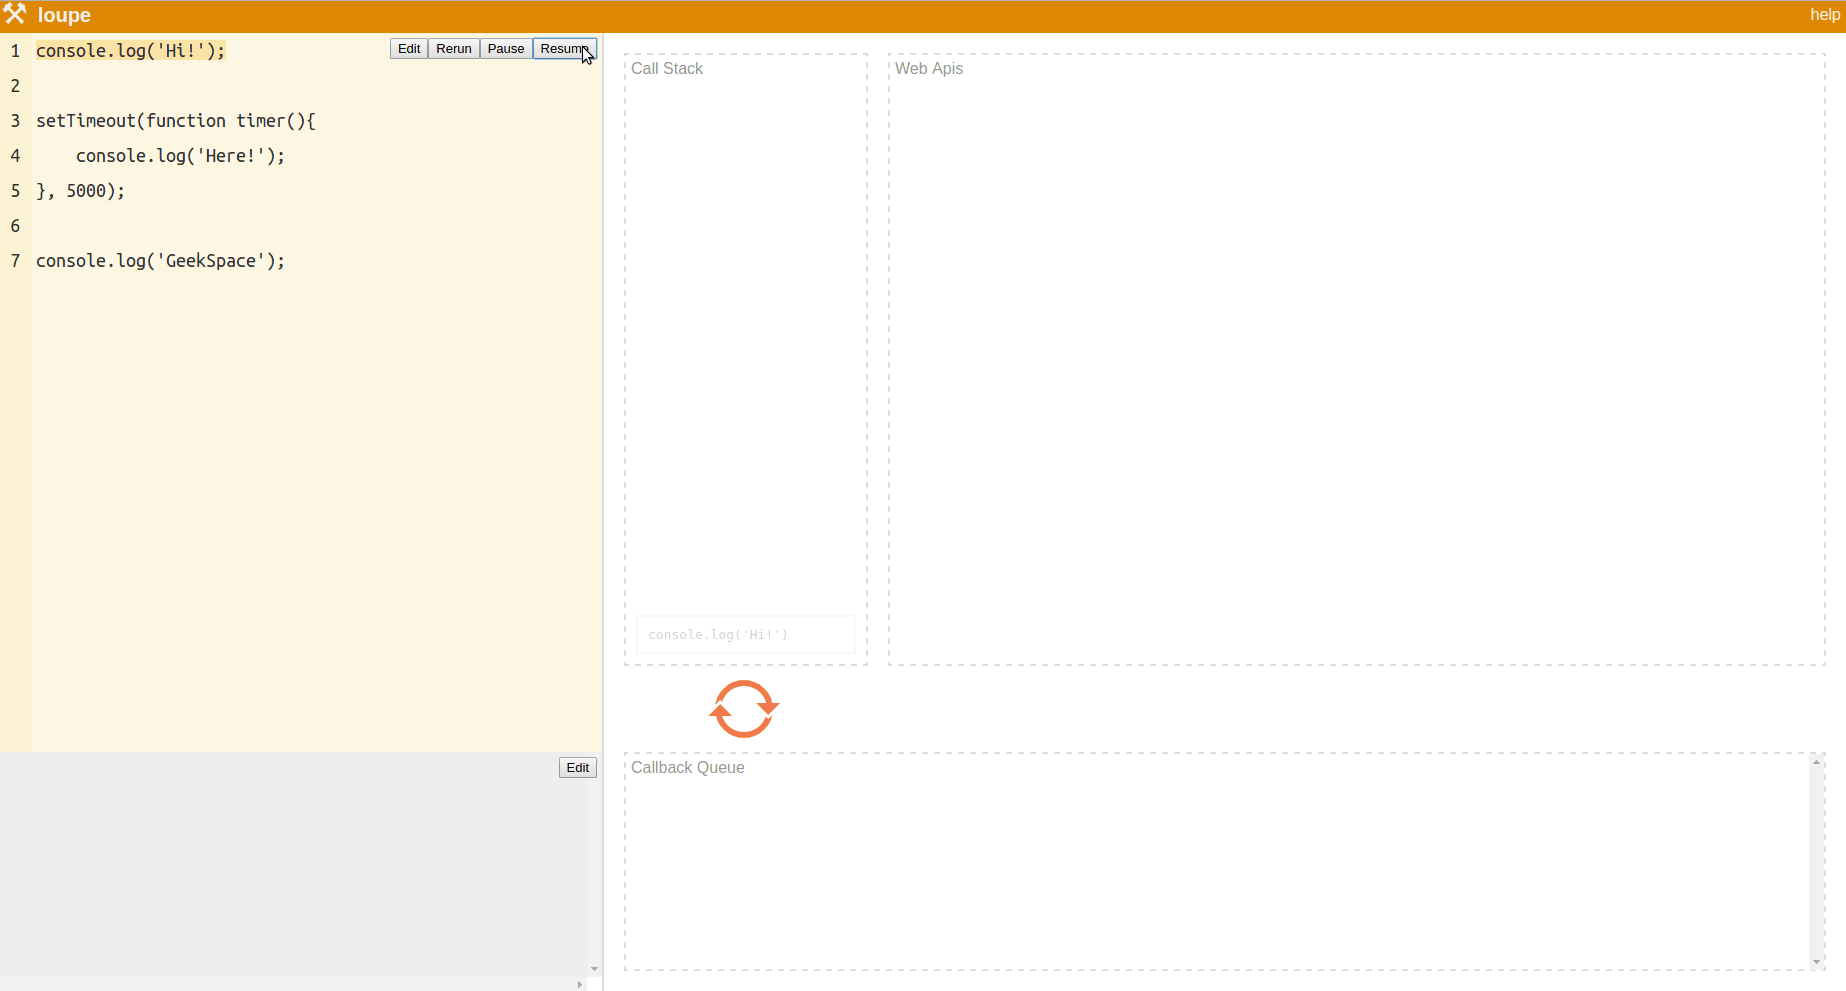 loupe
help
1 console.log('Hi!');
Edit Rerun Pause Resume
2
3 setTimeout(function timer(){
4 console.log('Here!');
5 }, 5000);
6
7 console.log('GeekSpace');
Edit
Call Stack
console.log('Hi!')
Web Apis
Callback Queue